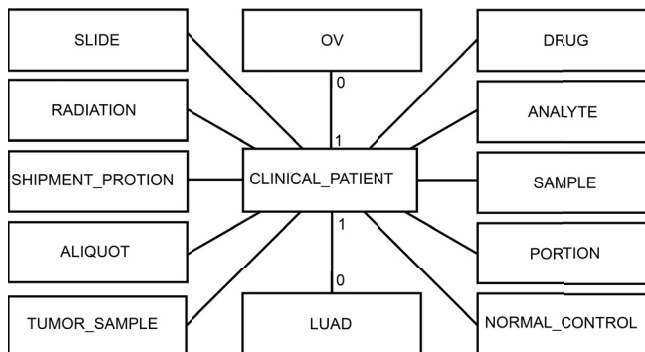 SLIDE
OV
DRUG
0
RADIATION
ANALYTE
1
SHIPMENT_PROTION
CLINICAL_PATIENT
SAMPLE
1
ALIQUOT
PORTION
0
TUMOR_SAMPLE
LUAD
NORMAL_CONTROL